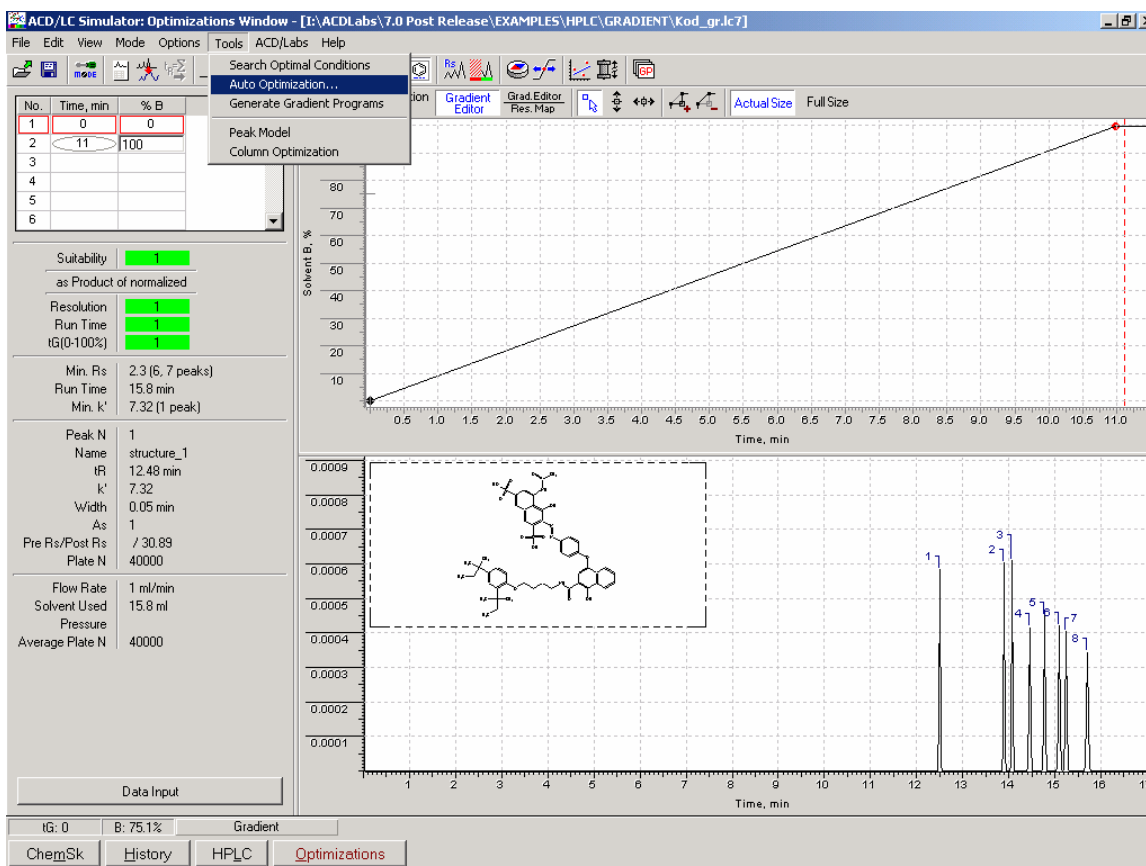 ACD/LC Simulator: Optimizations Window - [I:\ACDLabs\7.0 Post Release\EXAMPLES\HPLC\GRADIENT\Kod_gr.lc7]
File Edit View Mode Options Tools ACD/Labs Help
Search Optimal Conditions
Auto Optimization...
Generate Gradient Programs
Peak Model
Column Optimization
MODE
Rs
GP
Gradient Editor
Grad.Editor Res. Map
Actual Size
Full Size
No. Time, min % B
1 0 0
2 11 100
3
4
5
6
Suitability 1
as Product of normalized
Resolution 1
Run Time 1
tG(0-100%) 1
Min. Rs 2.3 (6, 7 peaks)
Run Time 15.8 min
Min. k' 7.32 (1 peak)
Peak N 1
Name structure_1
tR 12.48 min
k' 7.32
Width 0.05 min
As 1
Pre Rs/Post Rs / 30.89
Plate N 40000
Flow Rate 1 ml/min
Solvent Used 15.8 ml
Pressure
Average Plate N 40000
Data Input
Solvent B, %
80
70
60
50
40
30
20
10
0.5 1.0 1.5 2.0 2.5 3.0 3.5 4.0 4.5 5.0 5.5 6.0 6.5 7.0 7.5 8.0 8.5 9.0 9.5 10.0 10.5 11.0
Time, min
0.0009
0.0008
0.0007
0.0006
0.0005
0.0004
0.0003
0.0002
0.0001
1 2 3 4 5 6 7 8
1 2 3 4 5 6 7 8 9 10 11 12 13 14 15 16 17
Time, min
tG: 0 B: 75.1% Gradient
ChemSk History HPLC Optimizations